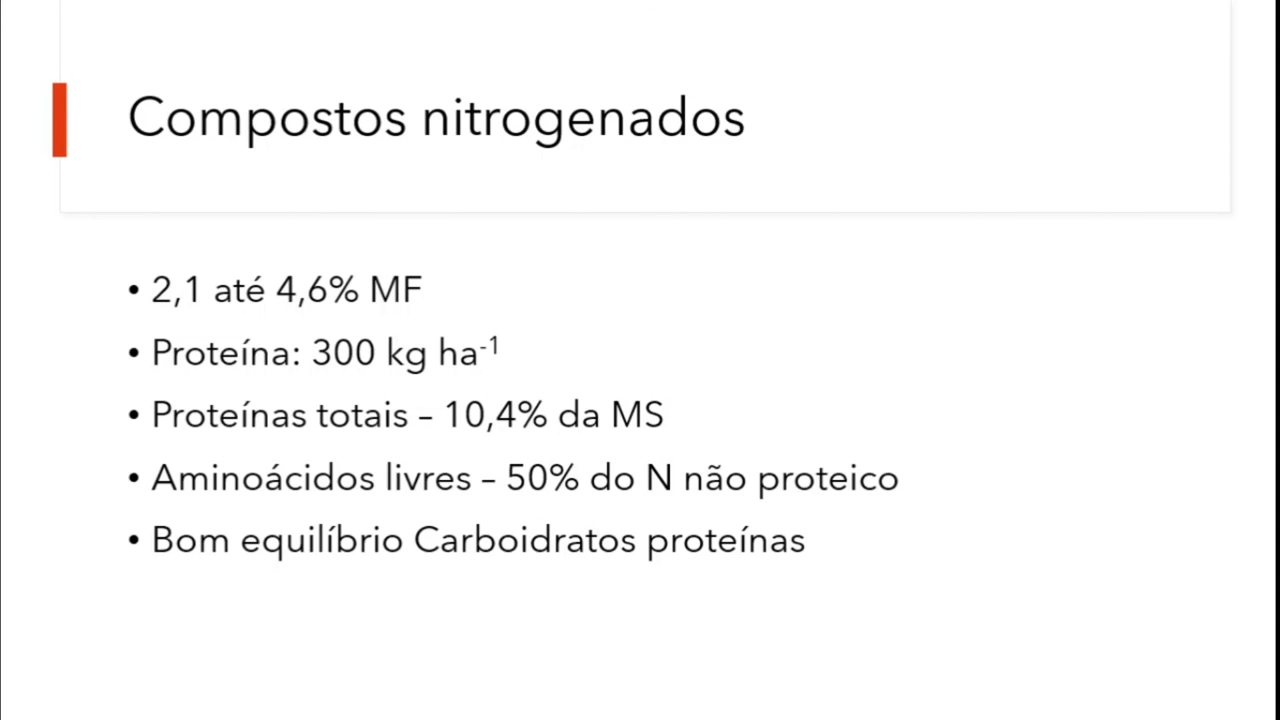 Compostos nitrogenados
• 2,1 até 4,6% MF
• Proteína: 300 kg ha⁻¹
• Proteínas totais – 10,4% da MS
• Aminoácidos livres – 50% do N não proteico
• Bom equilíbrio Carboidratos proteínas